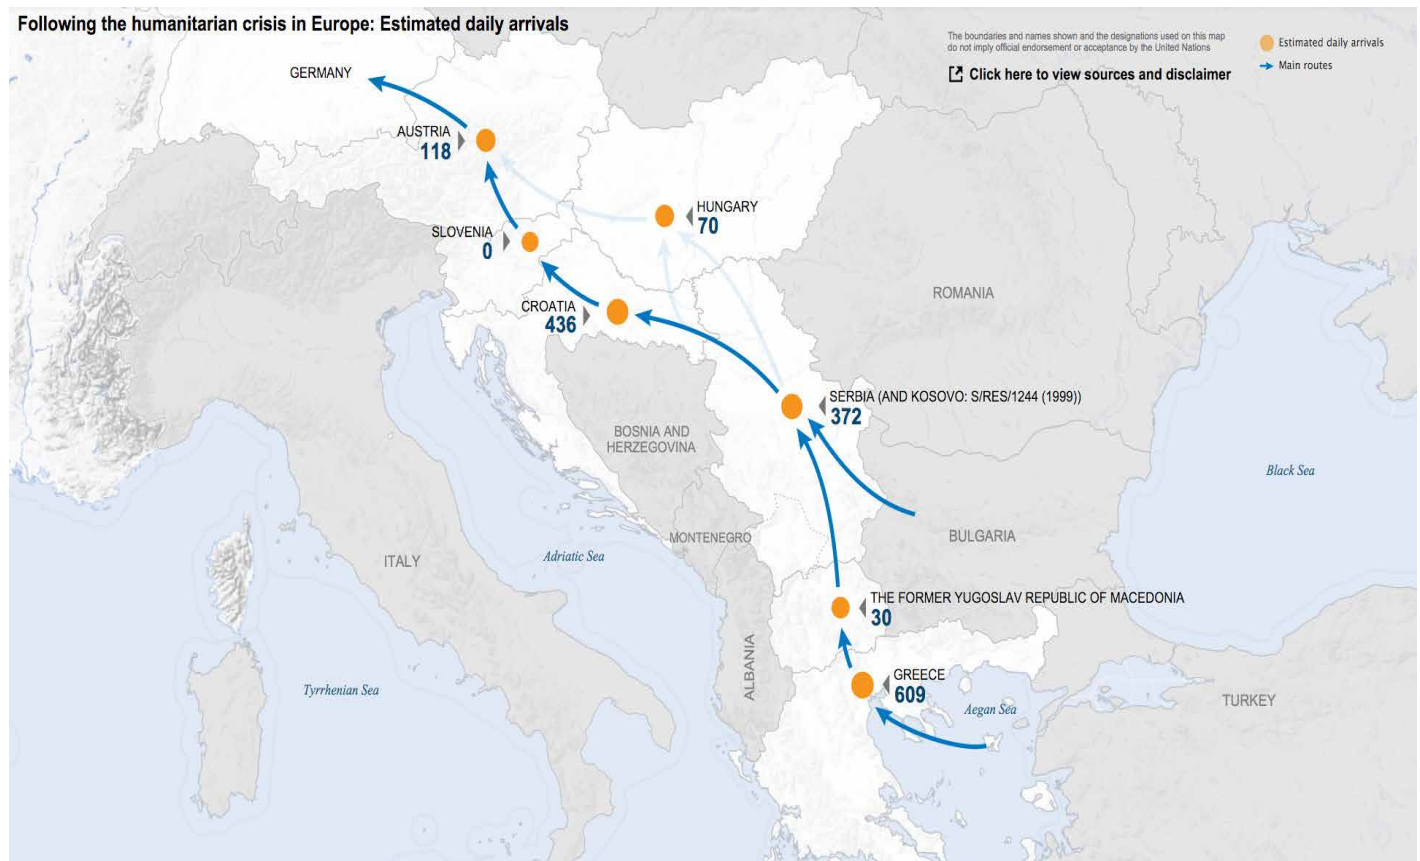 Following the humanitarian crisis in Europe: Estimated daily arrivals
The boundaries and names shown and the designations used on this map
do not imply official endorsement or acceptance by the United Nations
Click here to view sources and disclaimer
Estimated daily arrivals
Main routes
GERMANY
AUSTRIA
118
HUNGARY
70
SLOVENIA
0
CROATIA
436
ROMANIA
SERBIA (AND KOSOVO: S/RES/1244 (1999))
372
BOSNIA AND
HERZEGOVINA
Black Sea
MONTENEGRO
BULGARIA
ITALY
Adriatic Sea
THE FORMER YUGOSLAV REPUBLIC OF MACEDONIA
30
ALBANIA
GREECE
609
Tyrrhenian Sea
Aegan Sea
TURKEY